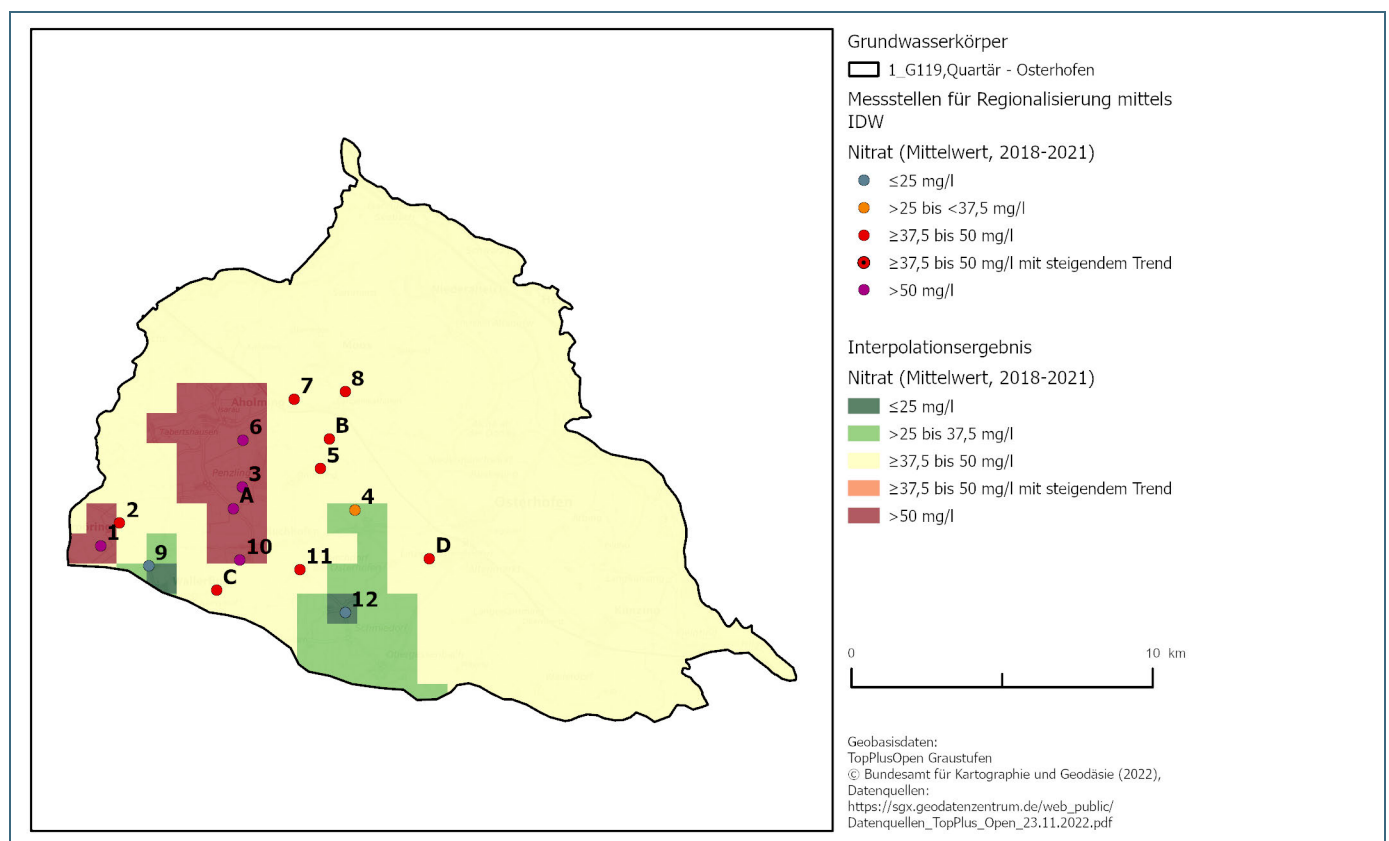 Grundwasserkörper
1_G119,Quartär - Osterhofen
Messstellen für Regionalisierung mittels
IDW
Nitrat (Mittelwert, 2018-2021)
≤25 mg/l
>25 bis <37,5 mg/l
≥37,5 bis 50 mg/l
≥37,5 bis 50 mg/l mit steigendem Trend
>50 mg/l
Interpolationsergebnis
Nitrat (Mittelwert, 2018-2021)
≤25 mg/l
>25 bis 37,5 mg/l
≥37,5 bis 50 mg/l
≥37,5 bis 50 mg/l mit steigendem Trend
>50 mg/l
0 10 km
Geobasisdaten:
TopPlusOpen Graustufen
© Bundesamt für Kartographie und Geodäsie (2022),
Datenquellen:
https://sgx.geodatenzentrum.de/web_public/
Datenquellen_TopPlus_Open_23.11.2022.pdf
8
7
B
6
5
3
A
4
2
1
10
D
9
11
C
12
Osterhofen